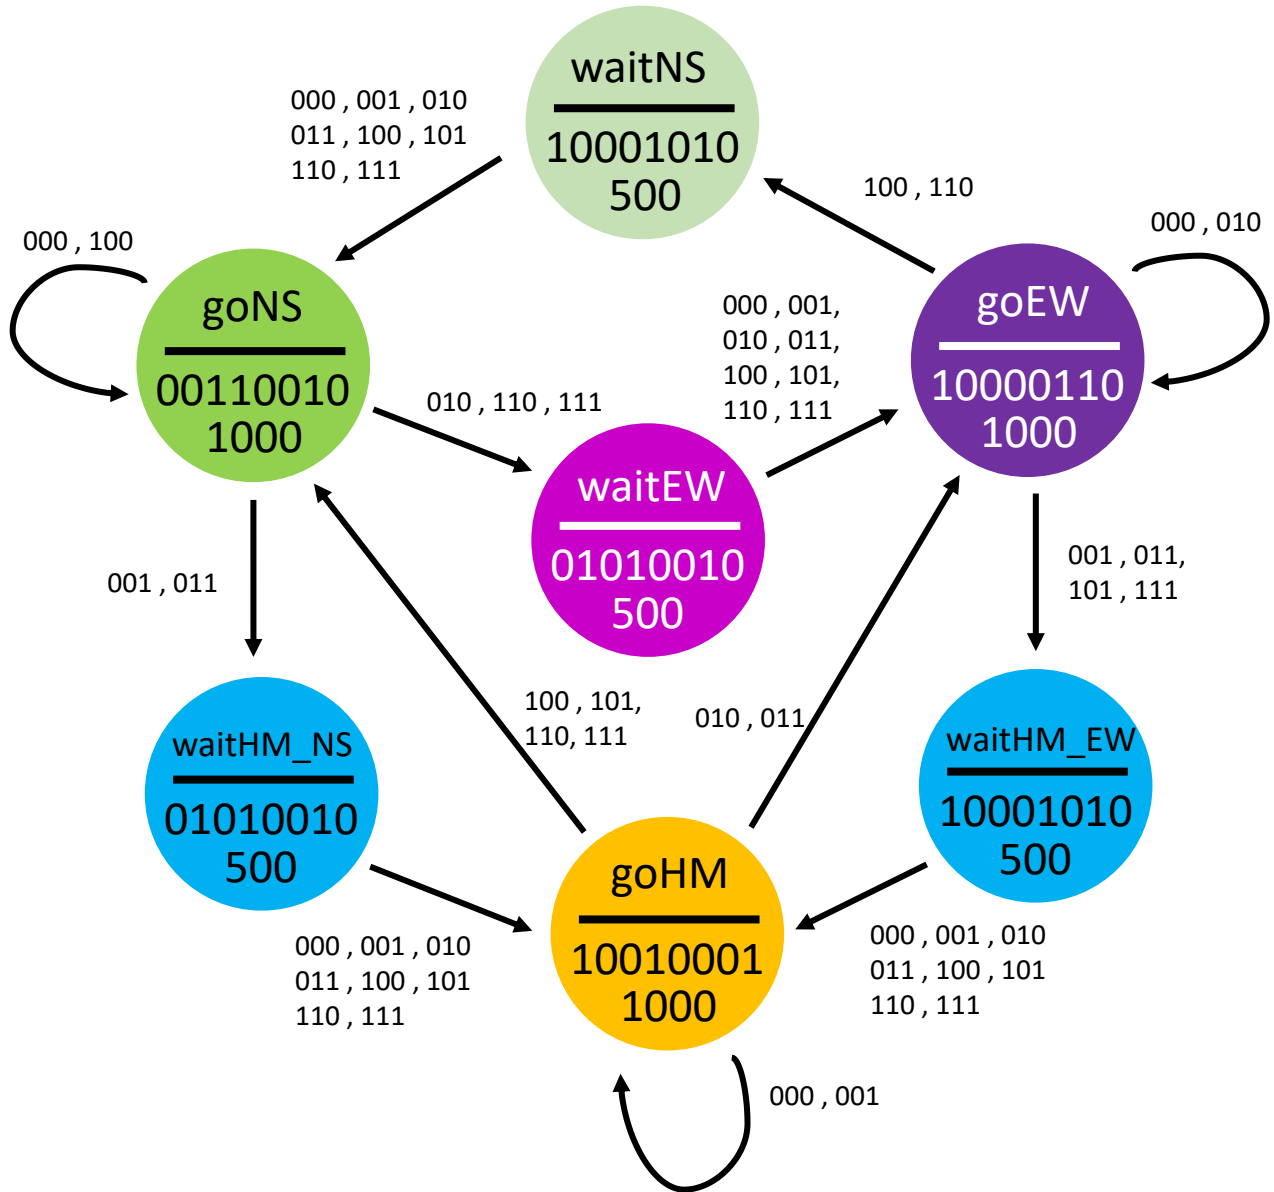 waitNS
10001010
500
000 , 001 , 010
011 , 100 , 101
110 , 111
100 , 110
000 , 010
000 , 100
goNS
00110010
1000
000 , 001,
010 , 011,
100 , 101,
110 , 111
goEW
10000110
1000
010 , 110 , 111
waitEW
01010010
500
001 , 011
001 , 011,
101 , 111
100 , 101,
110, 111
010 , 011
waitHM_NS
01010010
500
waitHM_EW
10001010
500
goHM
10010001
1000
000 , 001 , 010
011 , 100 , 101
110 , 111
000 , 001 , 010
011 , 100 , 101
110 , 111
000 , 001